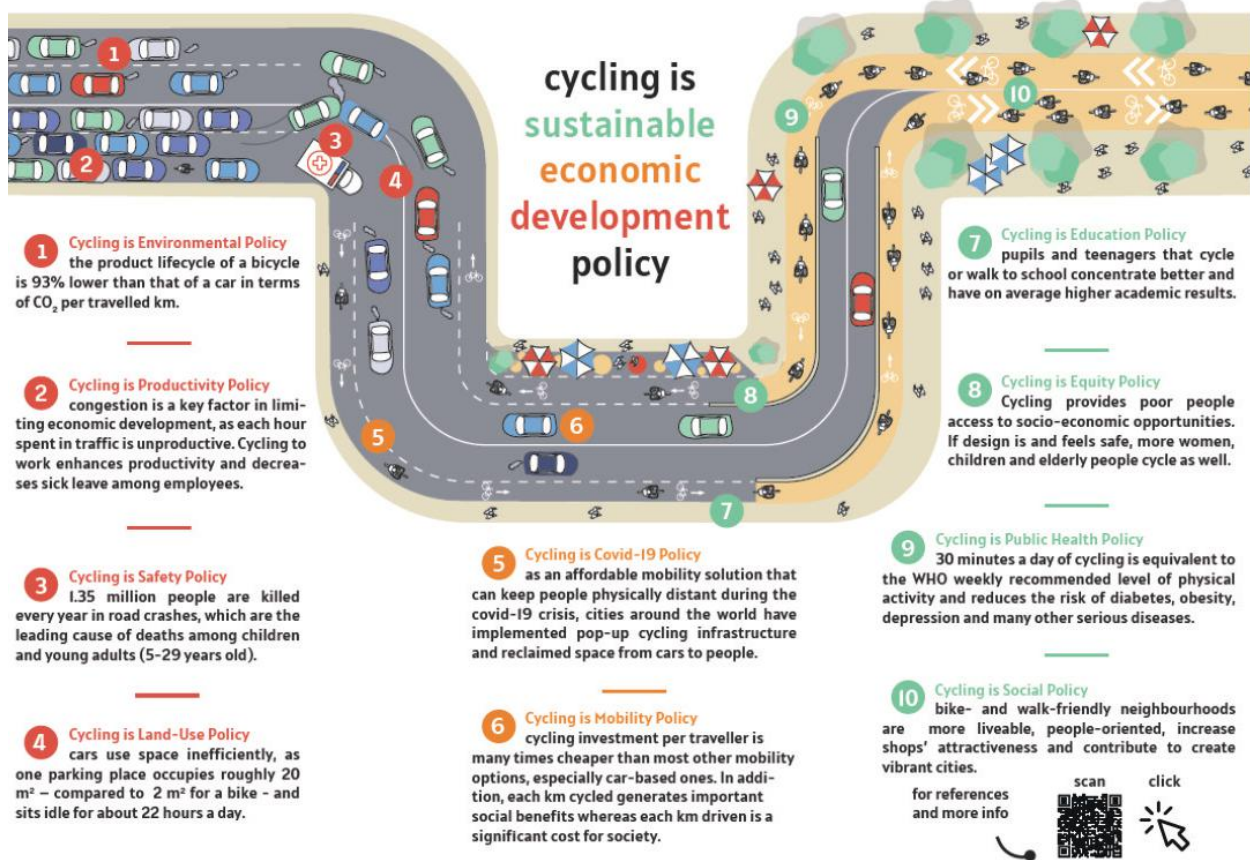 cycling is
sustainable
economic
development
policy
1
Cycling is Environmental Policy
the product lifecycle of a bicycle
is 93% lower than that of a car in terms
of CO₂ per travelled km.
2
Cycling is Productivity Policy
congestion is a key factor in limi-
ting economic development, as each hour
spent in traffic is unproductive. Cycling to
work enhances productivity and decrea-
ses sick leave among employees.
3
Cycling is Safety Policy
1.35 million people are killed
every year in road crashes, which are the
leading cause of deaths among children
and young adults (5-29 years old).
4
Cycling is Land-Use Policy
cars use space inefficiently, as
one parking place occupies roughly 20
m² – compared to 2 m² for a bike - and
sits idle for about 22 hours a day.
5
Cycling is Covid-19 Policy
as an affordable mobility solution that
can keep people physically distant during the
covid-19 crisis, cities around the world have
implemented pop-up cycling infrastructure
and reclaimed space from cars to people.
6
Cycling is Mobility Policy
cycling investment per traveller is
many times cheaper than most other mobility
options, especially car-based ones. In addi-
tion, each km cycled generates important
social benefits whereas each km driven is a
significant cost for society.
7
Cycling is Education Policy
pupils and teenagers that cycle
or walk to school concentrate better and
have on average higher academic results.
8
Cycling is Equity Policy
Cycling provides poor people
access to socio-economic opportunities.
If design is and feels safe, more women,
children and elderly people cycle as well.
9
Cycling is Public Health Policy
30 minutes a day of cycling is equivalent to
the WHO weekly recommended level of physical
activity and reduces the risk of diabetes, obesity,
depression and many other serious diseases.
10
Cycling is Social Policy
bike- and walk-friendly neighbourhoods
are more liveable, people-oriented, increase
shops' attractiveness and contribute to create
vibrant cities.
for references
and more info
scan
click
1
2
3
4
5
6
7
8
9
10